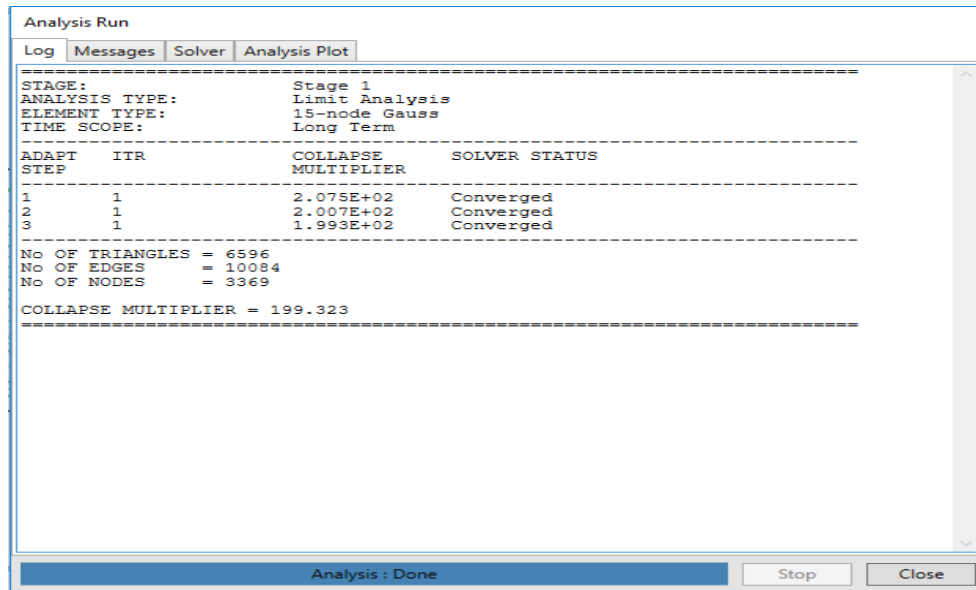 Analysis Run
Log Messages Solver Analysis Plot
===========================================================================
STAGE: Stage 1
ANALYSIS TYPE: Limit Analysis
ELEMENT TYPE: 15-node Gauss
TIME SCOPE: Long Term
---------------------------------------------------------------------------
ADAPT ITR COLLAPSE SOLVER STATUS
STEP MULTIPLIER
---------------------------------------------------------------------------
1 1 2.075E+02 Converged
2 1 2.007E+02 Converged
3 1 1.993E+02 Converged
---------------------------------------------------------------------------
No OF TRIANGLES = 6596
No OF EDGES = 10084
No OF NODES = 3369
COLLAPSE MULTIPLIER = 199.323
===========================================================================
Analysis : Done Stop Close